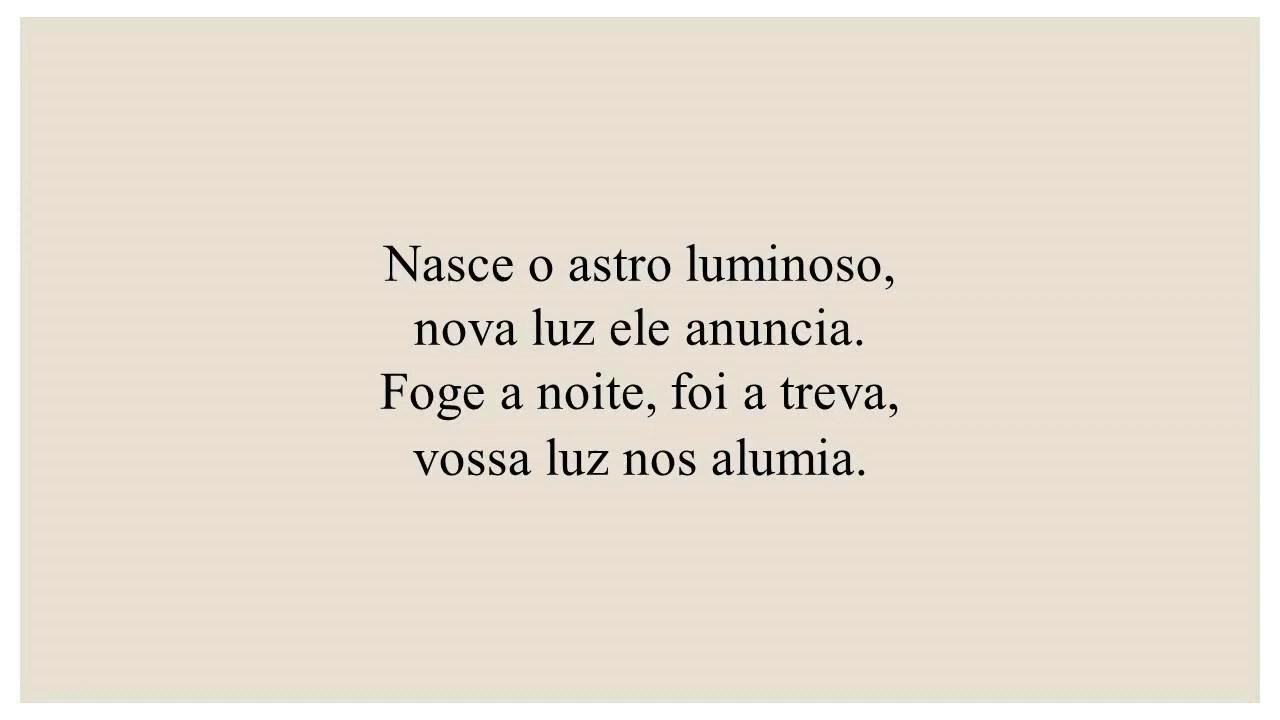 Nasce o astro luminoso,
nova luz ele anuncia.
Foge a noite, foi a treva,
vossa luz nos alumia.